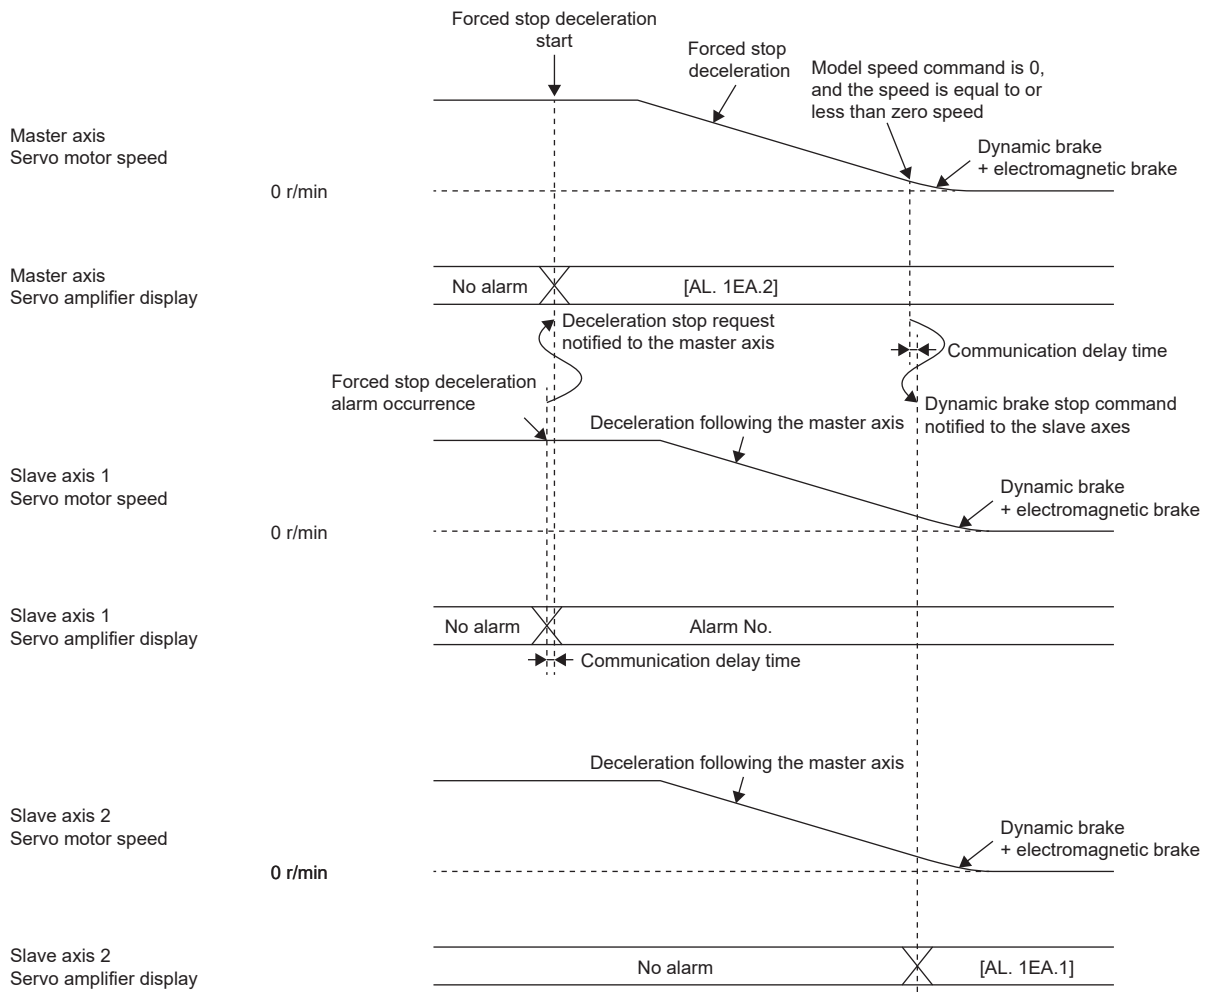 Forced stop deceleration
start
Forced stop
deceleration
Model speed command is 0,
and the speed is equal to or
less than zero speed
Master axis
Servo motor speed
Dynamic brake
+ electromagnetic brake
0 r/min
Master axis
Servo amplifier display
No alarm
[AL. 1EA.2]
Deceleration stop request
notified to the master axis
Communication delay time
Forced stop deceleration
alarm occurrence
Deceleration following the master axis
Dynamic brake stop command
notified to the slave axes
Slave axis 1
Servo motor speed
Dynamic brake
+ electromagnetic brake
0 r/min
Slave axis 1
Servo amplifier display
No alarm
Alarm No.
Communication delay time
Deceleration following the master axis
Slave axis 2
Servo motor speed
Dynamic brake
+ electromagnetic brake
0 r/min
Slave axis 2
Servo amplifier display
No alarm
[AL. 1EA.1]